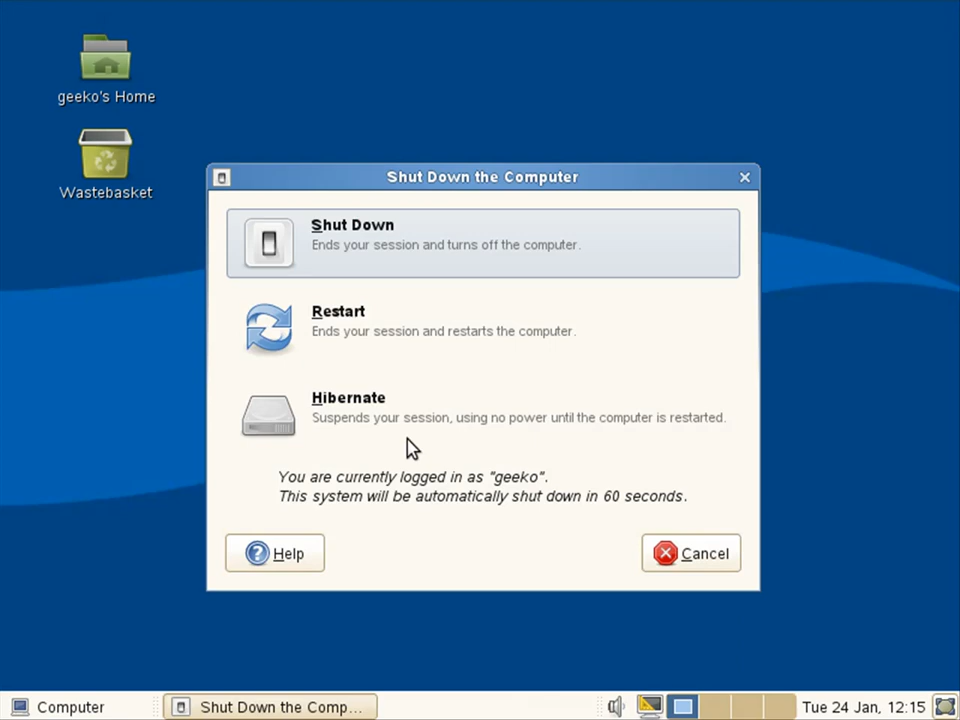 geeko's Home
Wastebasket
Shut Down the Computer
Shut Down
Ends your session and turns off the computer.
Restart
Ends your session and restarts the computer.
Hibernate
Suspends your session, using no power until the computer is restarted.
You are currently logged in as "geeko".
This system will be automatically shut down in 60 seconds.
Help
Cancel
Computer
Shut Down the Comp...
Tue 24 Jan, 12:15